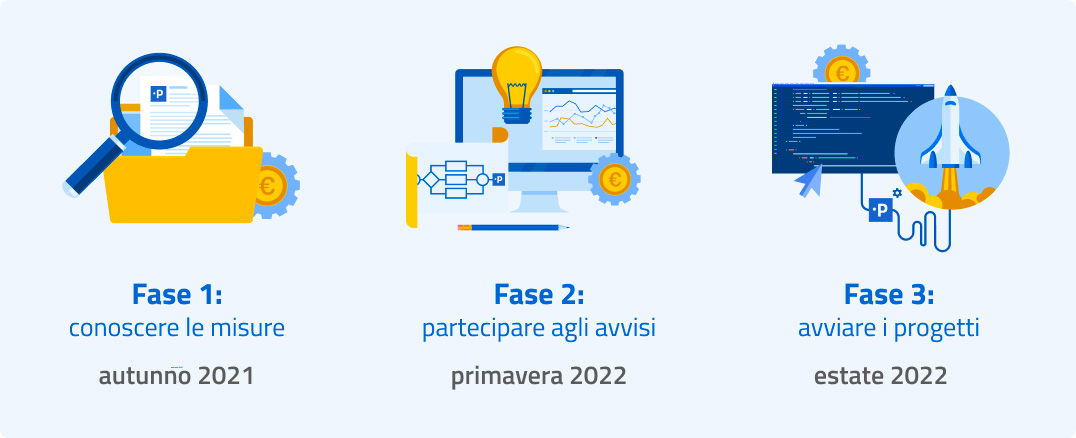 Fase 1:
conoscere le misure
autunno 2021
Fase 2:
partecipare agli avvisi
primavera 2022
Fase 3:
avviare i progetti
estate 2022
·P
€
·P
€
€
·P